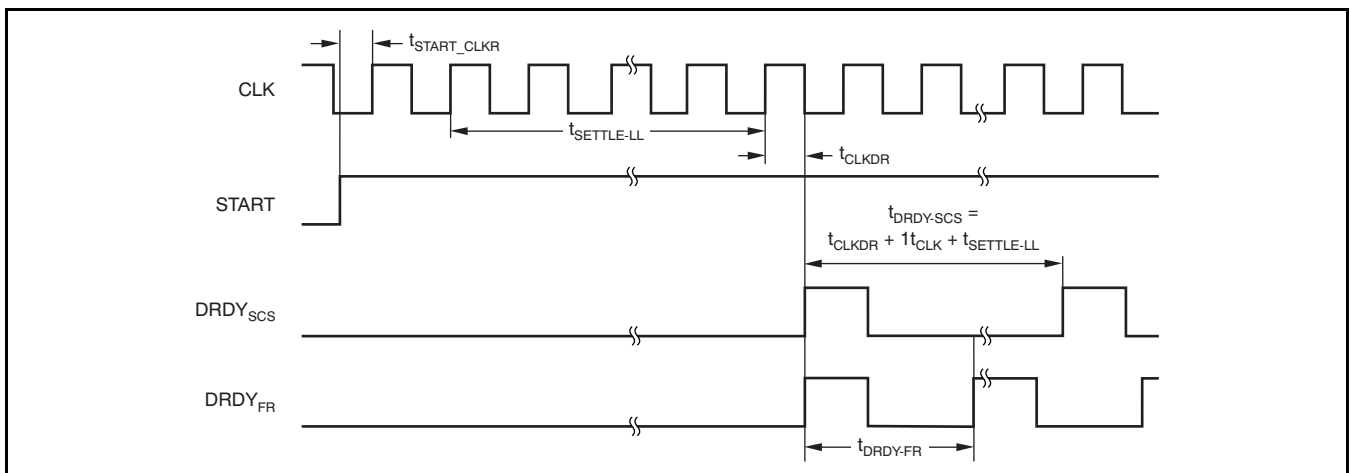 tSTART_CLKR
CLK
tSETTLE-LL
tCLKDR
START
tDRDY-SCS =
tCLKDR + 1tCLK + tSETTLE-LL
DRDYSCS
DRDYFR
tDRDY-FR